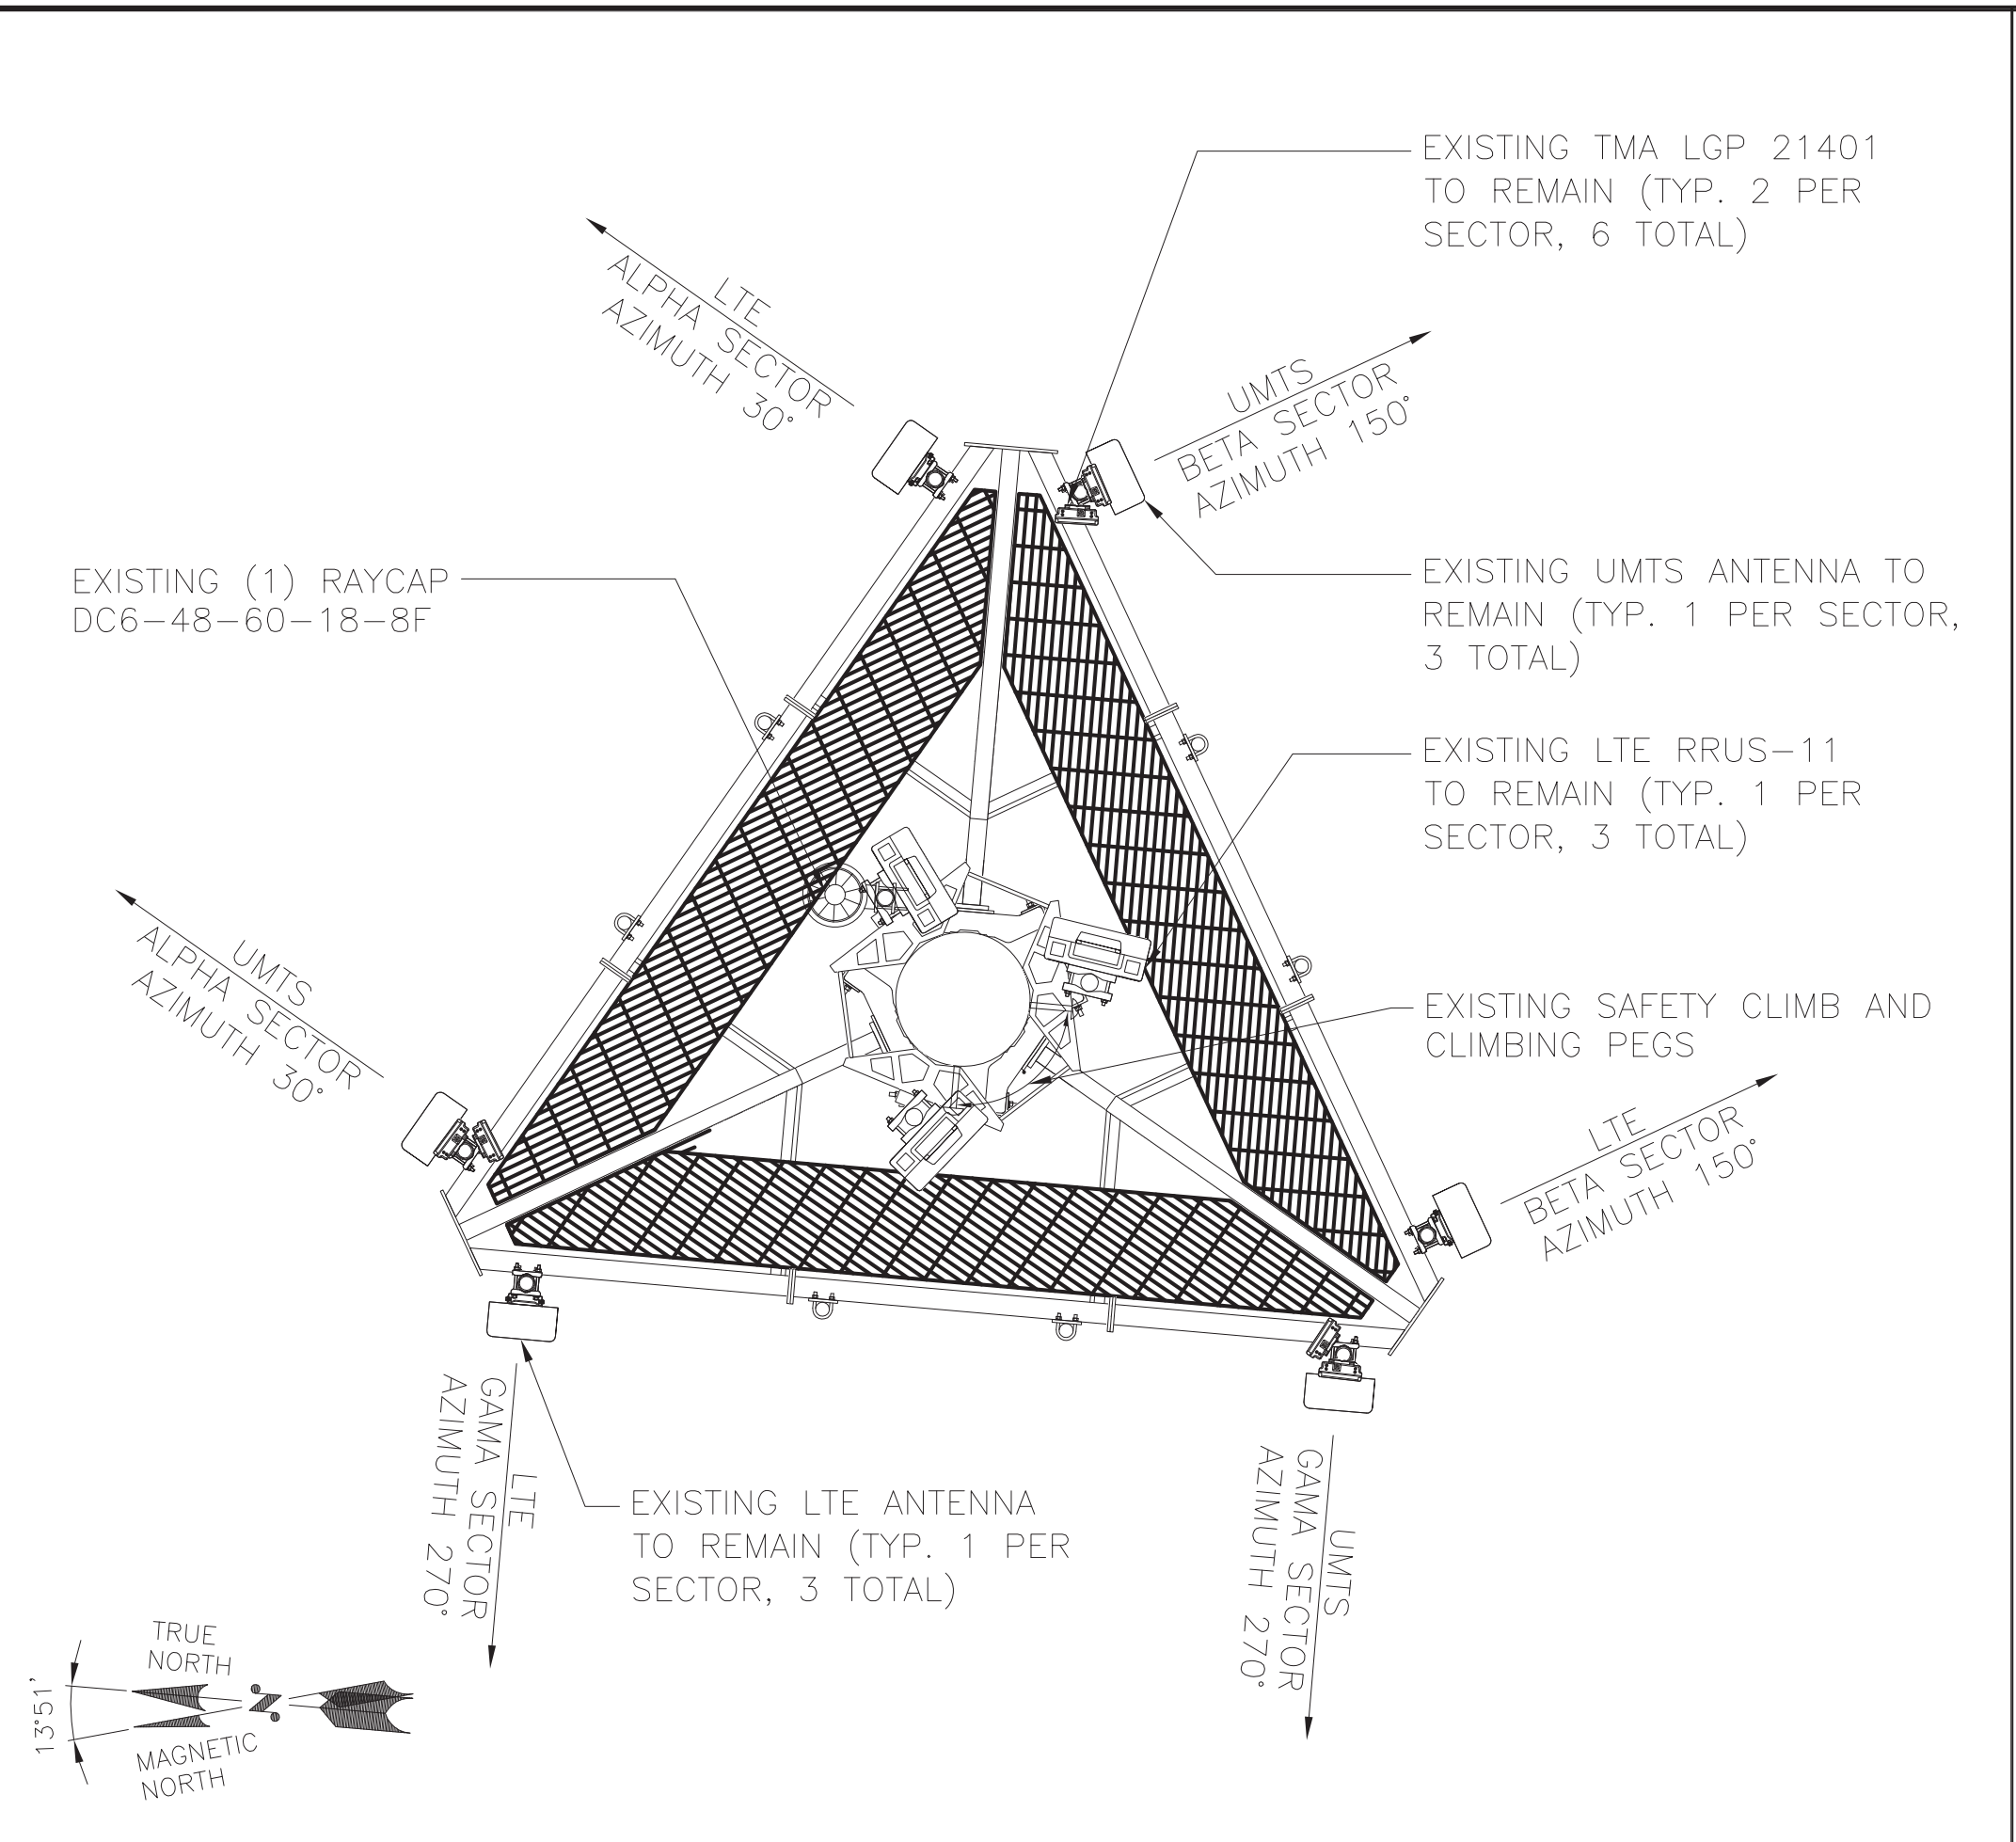 EXISTING TMA LGP 21401
TO REMAIN (TYP. 2 PER
SECTOR, 6 TOTAL)
LTE
ALPHA SECTOR
AZIMUTH 30°
UMTS
BETA SECTOR
AZIMUTH 150°
EXISTING (1) RAYCAP
DC6-48-60-18-8F
EXISTING UMTS ANTENNA TO
REMAIN (TYP. 1 PER SECTOR,
3 TOTAL)
EXISTING LTE RRUS-11
TO REMAIN (TYP. 1 PER
SECTOR, 3 TOTAL)
UMTS
ALPHA SECTOR
AZIMUTH 30°
EXISTING SAFETY CLIMB AND
CLIMBING PEGS
LTE
BETA SECTOR
AZIMUTH 150°
LTE
GAMA SECTOR
AZIMUTH 270°
UMTS
GAMA SECTOR
AZIMUTH 270°
EXISTING LTE ANTENNA
TO REMAIN (TYP. 1 PER
SECTOR, 3 TOTAL)
TRUE
NORTH
13°51'
N
MAGNETIC
NORTH